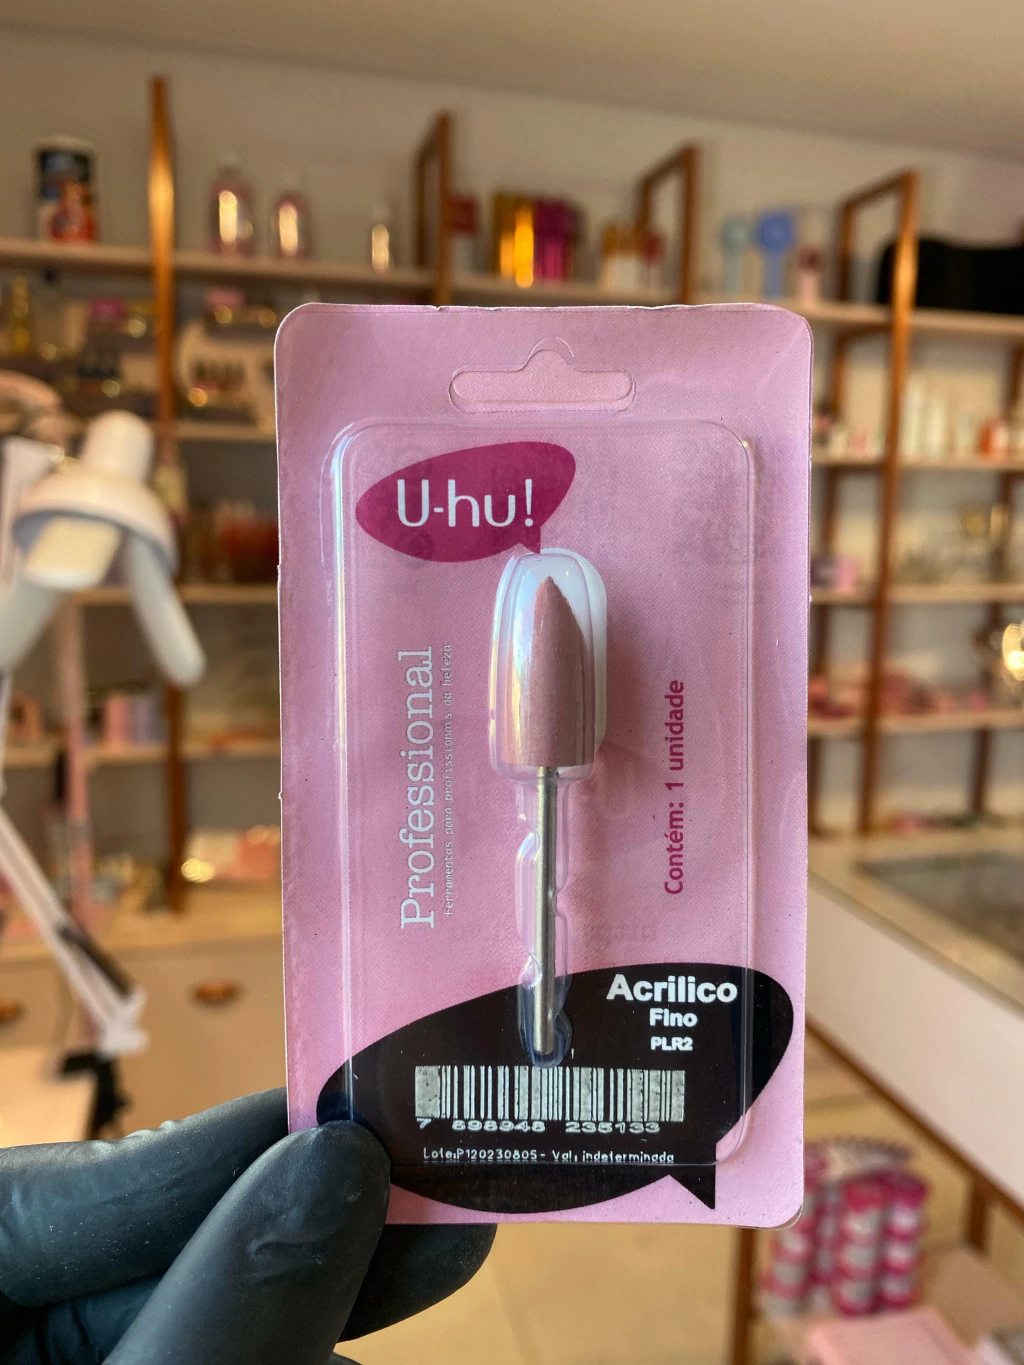 U-hu!
Professional
Ferramentas para profissionais da beleza
Contém: 1 unidade
Acrilico
Fino
PLR2
7 898948 235133
Lote:P120230805- Val: indeterminada